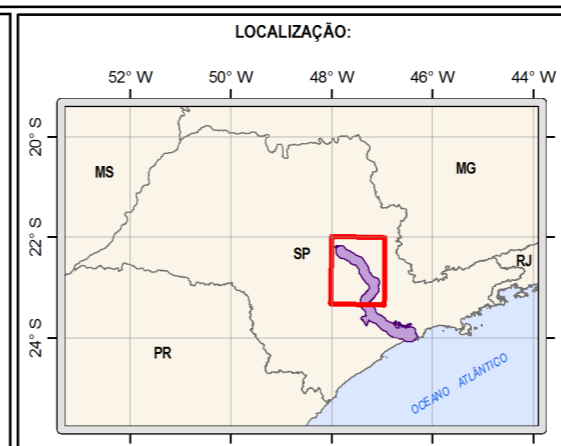 LOCALIZAÇÃO:
52° W 50° W 48° W 46° W 44° W
20° S
MS
MG
22° S
SP
RJ
24° S
PR
OCEANO ATLÂNTICO